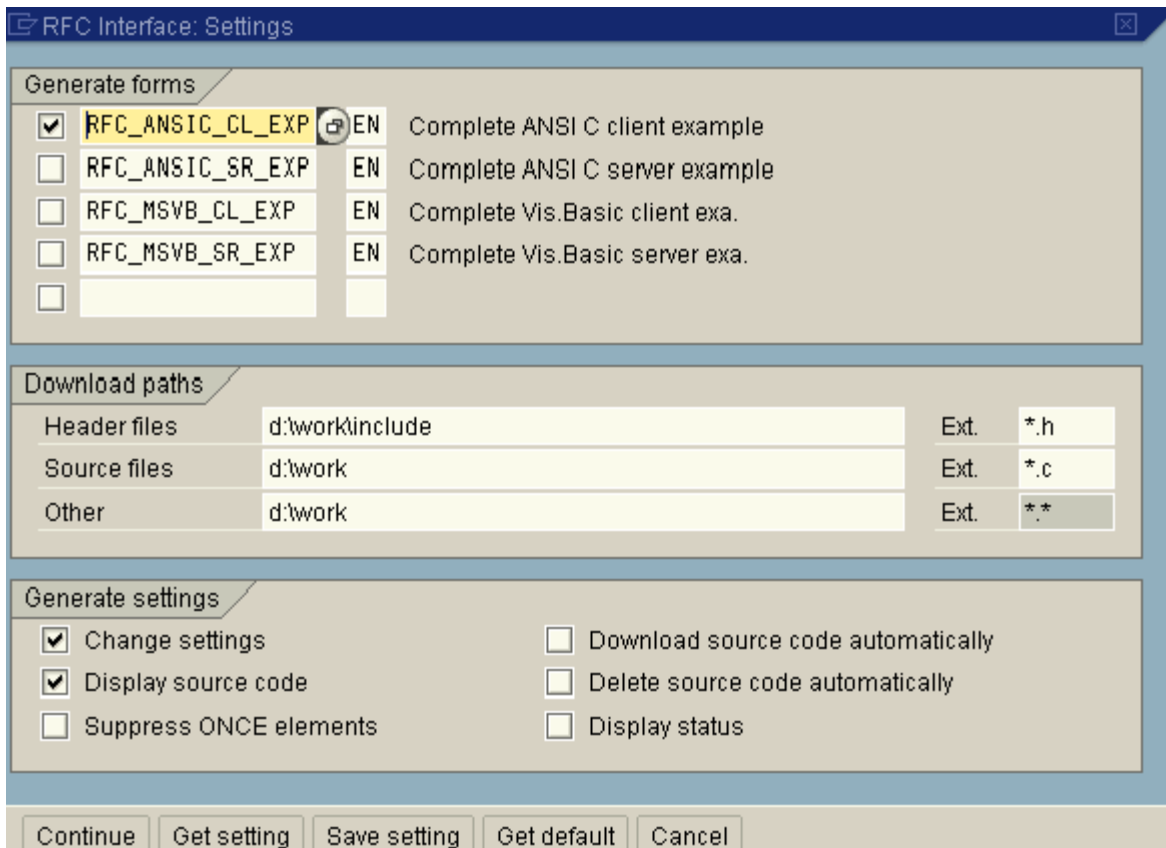 RFC Interface: Settings
Generate forms
RFC_ANSIC_CL_EXP EN Complete ANSI C client example
RFC_ANSIC_SR_EXP EN Complete ANSI C server example
RFC_MSVB_CL_EXP EN Complete Vis.Basic client exa.
RFC_MSVB_SR_EXP EN Complete Vis.Basic server exa.
Download paths
Header files d:\work\include Ext. *.h
Source files d:\work Ext. *.c
Other d:\work Ext. *.*
Generate settings
Change settings Download source code automatically
Display source code Delete source code automatically
Suppress ONCE elements Display status
Continue Get setting Save setting Get default Cancel